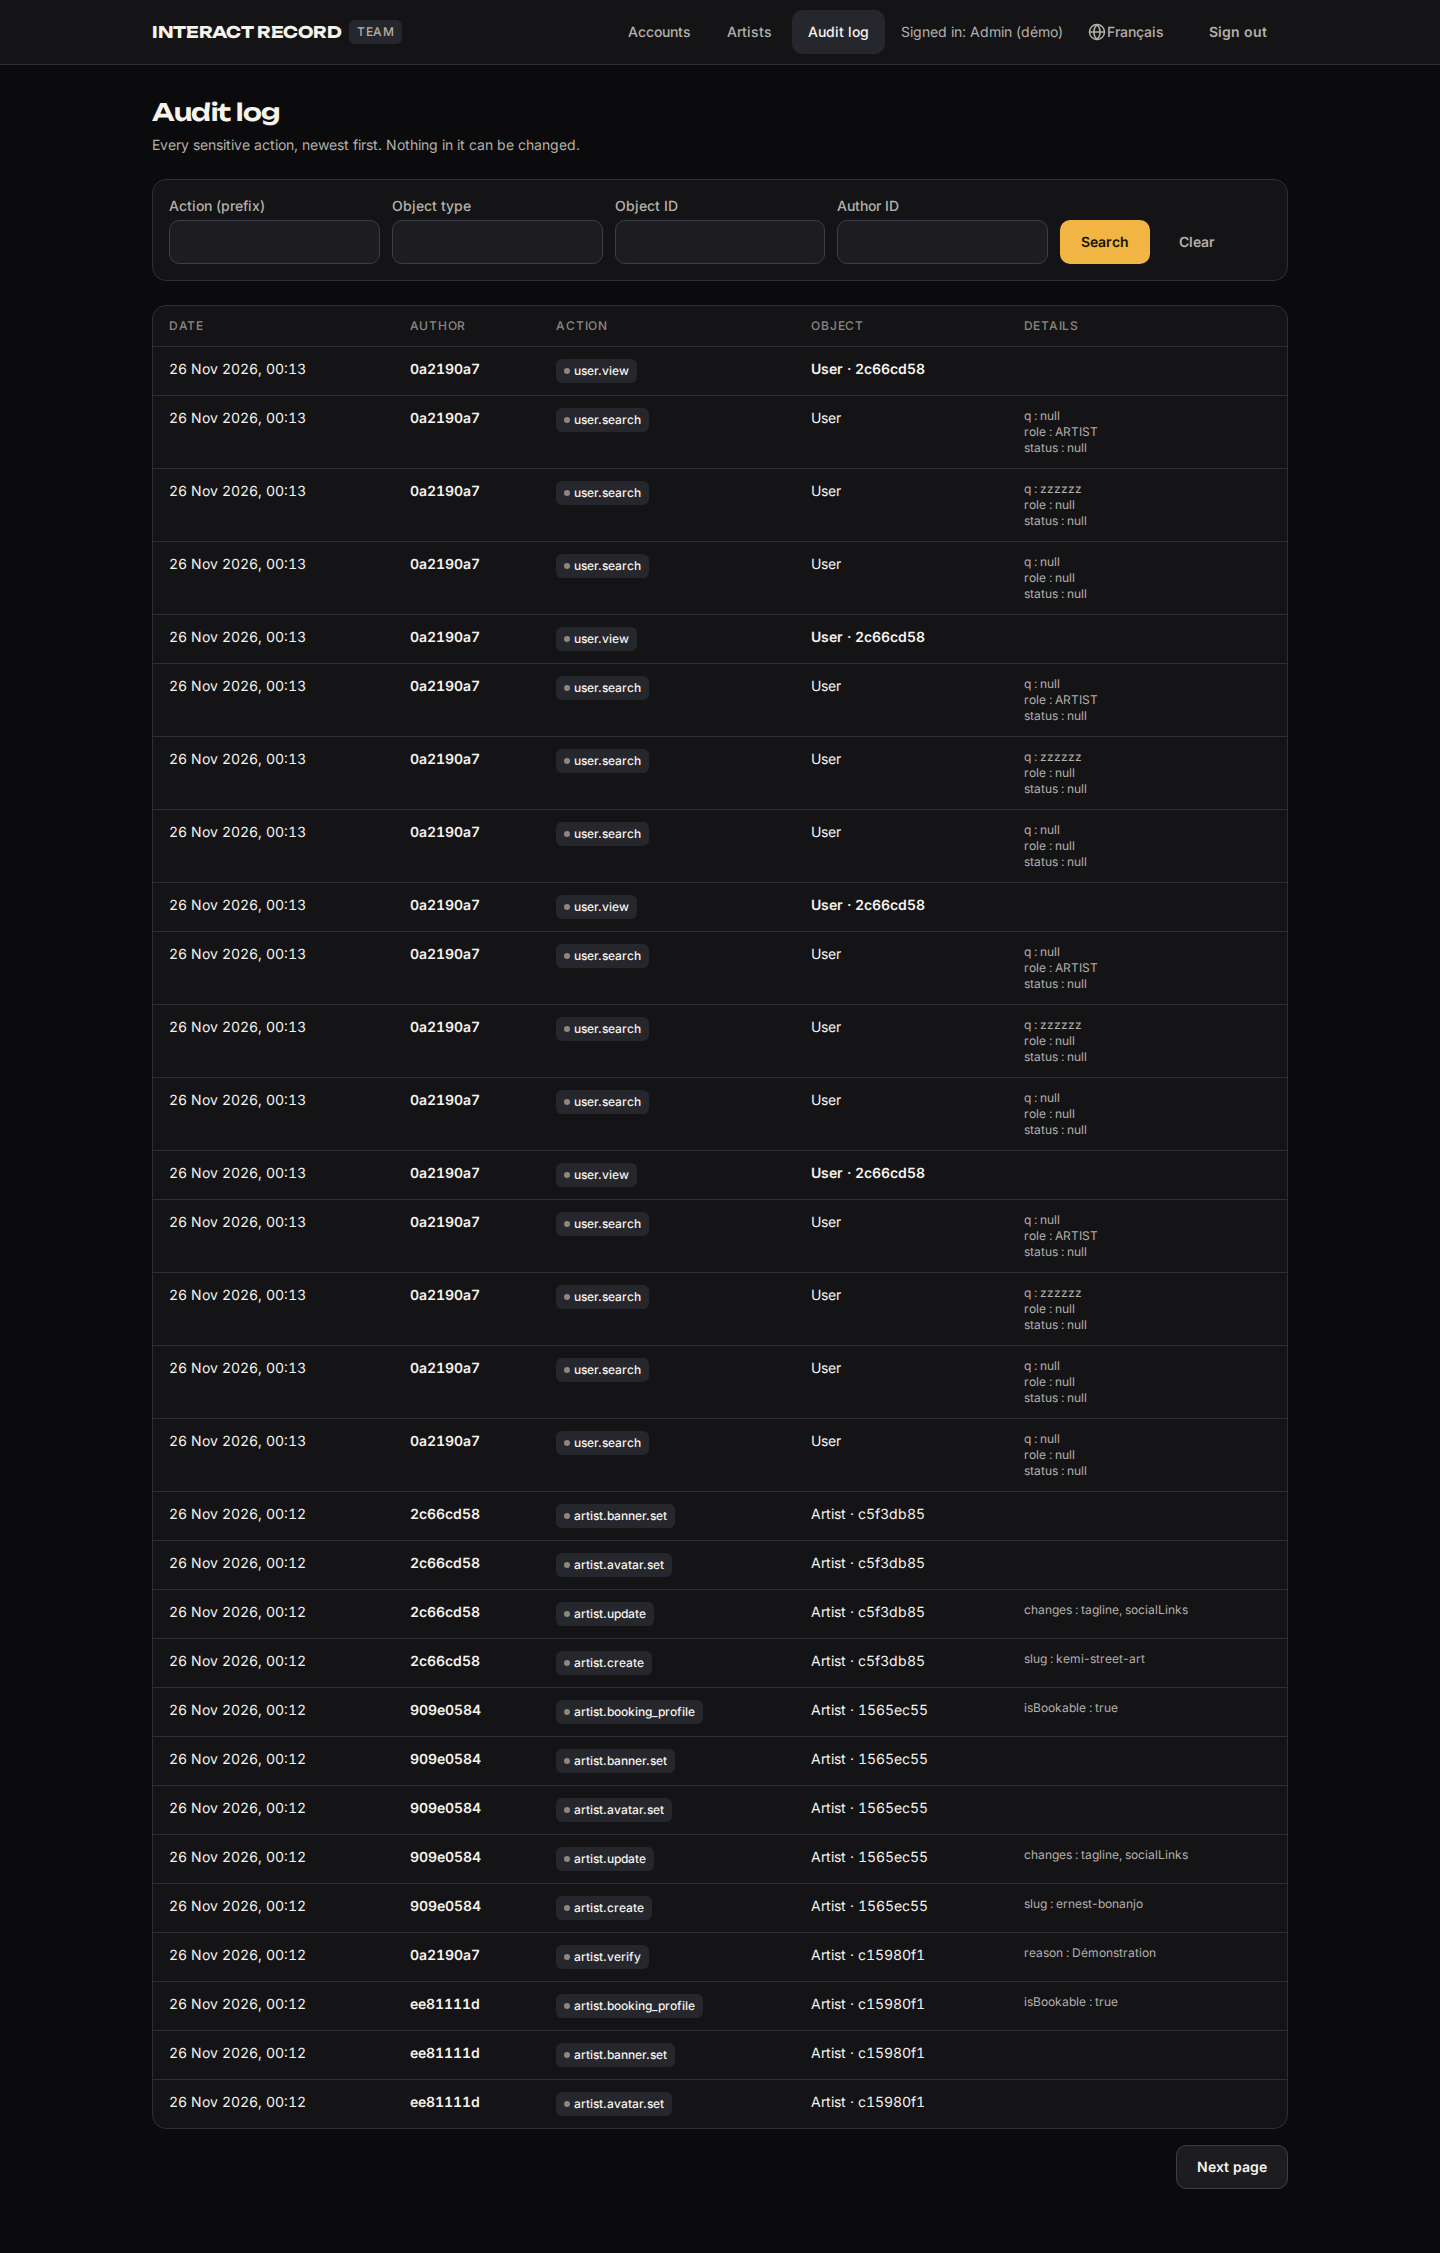 INTERACT RECORD TEAM Accounts Artists Audit log Signed in: Admin (démo) Français Sign out
Audit log
Every sensitive action, newest first. Nothing in it can be changed.
Action (prefix) Object type Object ID Author ID
Search Clear
DATE AUTHOR ACTION OBJECT DETAILS
26 Nov 2026, 00:13 0a2190a7 user.view User · 2c66cd58
26 Nov 2026, 00:13 0a2190a7 user.search User q : null
role : ARTIST
status : null
26 Nov 2026, 00:13 0a2190a7 user.search User q : zzzzzz
role : null
status : null
26 Nov 2026, 00:13 0a2190a7 user.search User q : null
role : null
status : null
26 Nov 2026, 00:13 0a2190a7 user.view User · 2c66cd58
26 Nov 2026, 00:13 0a2190a7 user.search User q : null
role : ARTIST
status : null
26 Nov 2026, 00:13 0a2190a7 user.search User q : zzzzzz
role : null
status : null
26 Nov 2026, 00:13 0a2190a7 user.search User q : null
role : null
status : null
26 Nov 2026, 00:13 0a2190a7 user.view User · 2c66cd58
26 Nov 2026, 00:13 0a2190a7 user.search User q : null
role : ARTIST
status : null
26 Nov 2026, 00:13 0a2190a7 user.search User q : zzzzzz
role : null
status : null
26 Nov 2026, 00:13 0a2190a7 user.search User q : null
role : null
status : null
26 Nov 2026, 00:13 0a2190a7 user.view User · 2c66cd58
26 Nov 2026, 00:13 0a2190a7 user.search User q : null
role : ARTIST
status : null
26 Nov 2026, 00:13 0a2190a7 user.search User q : zzzzzz
role : null
status : null
26 Nov 2026, 00:13 0a2190a7 user.search User q : null
role : null
status : null
26 Nov 2026, 00:13 0a2190a7 user.search User q : null
role : null
status : null
26 Nov 2026, 00:12 2c66cd58 artist.banner.set Artist · c5f3db85
26 Nov 2026, 00:12 2c66cd58 artist.avatar.set Artist · c5f3db85
26 Nov 2026, 00:12 2c66cd58 artist.update Artist · c5f3db85 changes : tagline, socialLinks
26 Nov 2026, 00:12 2c66cd58 artist.create Artist · c5f3db85 slug : kemi-street-art
26 Nov 2026, 00:12 909e0584 artist.booking_profile Artist · 1565ec55 isBookable : true
26 Nov 2026, 00:12 909e0584 artist.banner.set Artist · 1565ec55
26 Nov 2026, 00:12 909e0584 artist.avatar.set Artist · 1565ec55
26 Nov 2026, 00:12 909e0584 artist.update Artist · 1565ec55 changes : tagline, socialLinks
26 Nov 2026, 00:12 909e0584 artist.create Artist · 1565ec55 slug : ernest-bonanjo
26 Nov 2026, 00:12 0a2190a7 artist.verify Artist · c15980f1 reason : Démonstration
26 Nov 2026, 00:12 ee81111d artist.booking_profile Artist · c15980f1 isBookable : true
26 Nov 2026, 00:12 ee81111d artist.banner.set Artist · c15980f1
26 Nov 2026, 00:12 ee81111d artist.avatar.set Artist · c15980f1
Next page